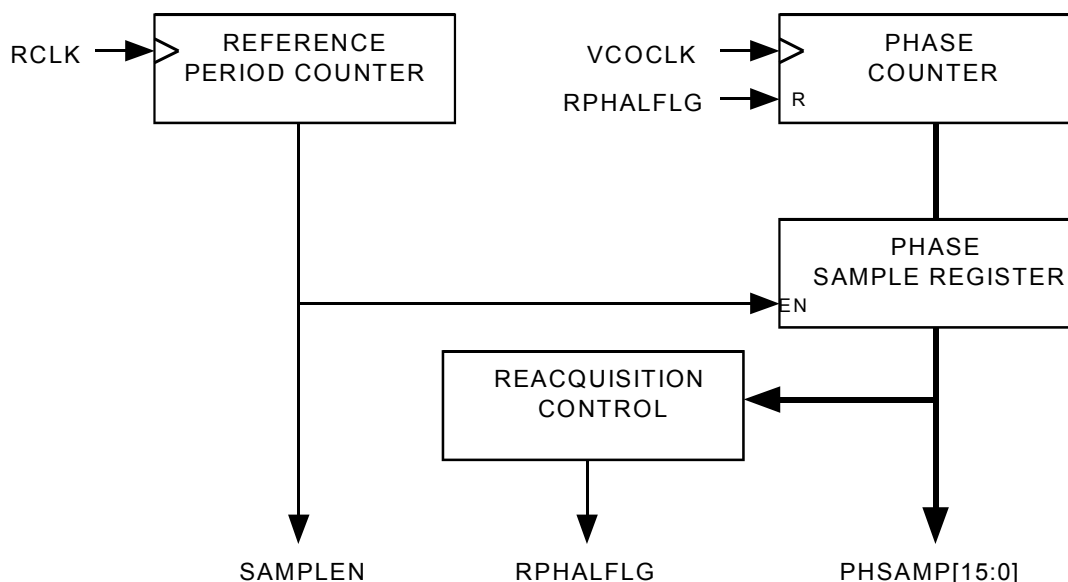 RCLK
REFERENCE
PERIOD COUNTER
VCOCLK
RPHALFLG
PHASE
COUNTER
R
PHASE
SAMPLE REGISTER
EN
REACQUISITION
CONTROL
SAMPLEN
RPHALFLG
PHSAMP[15:0]